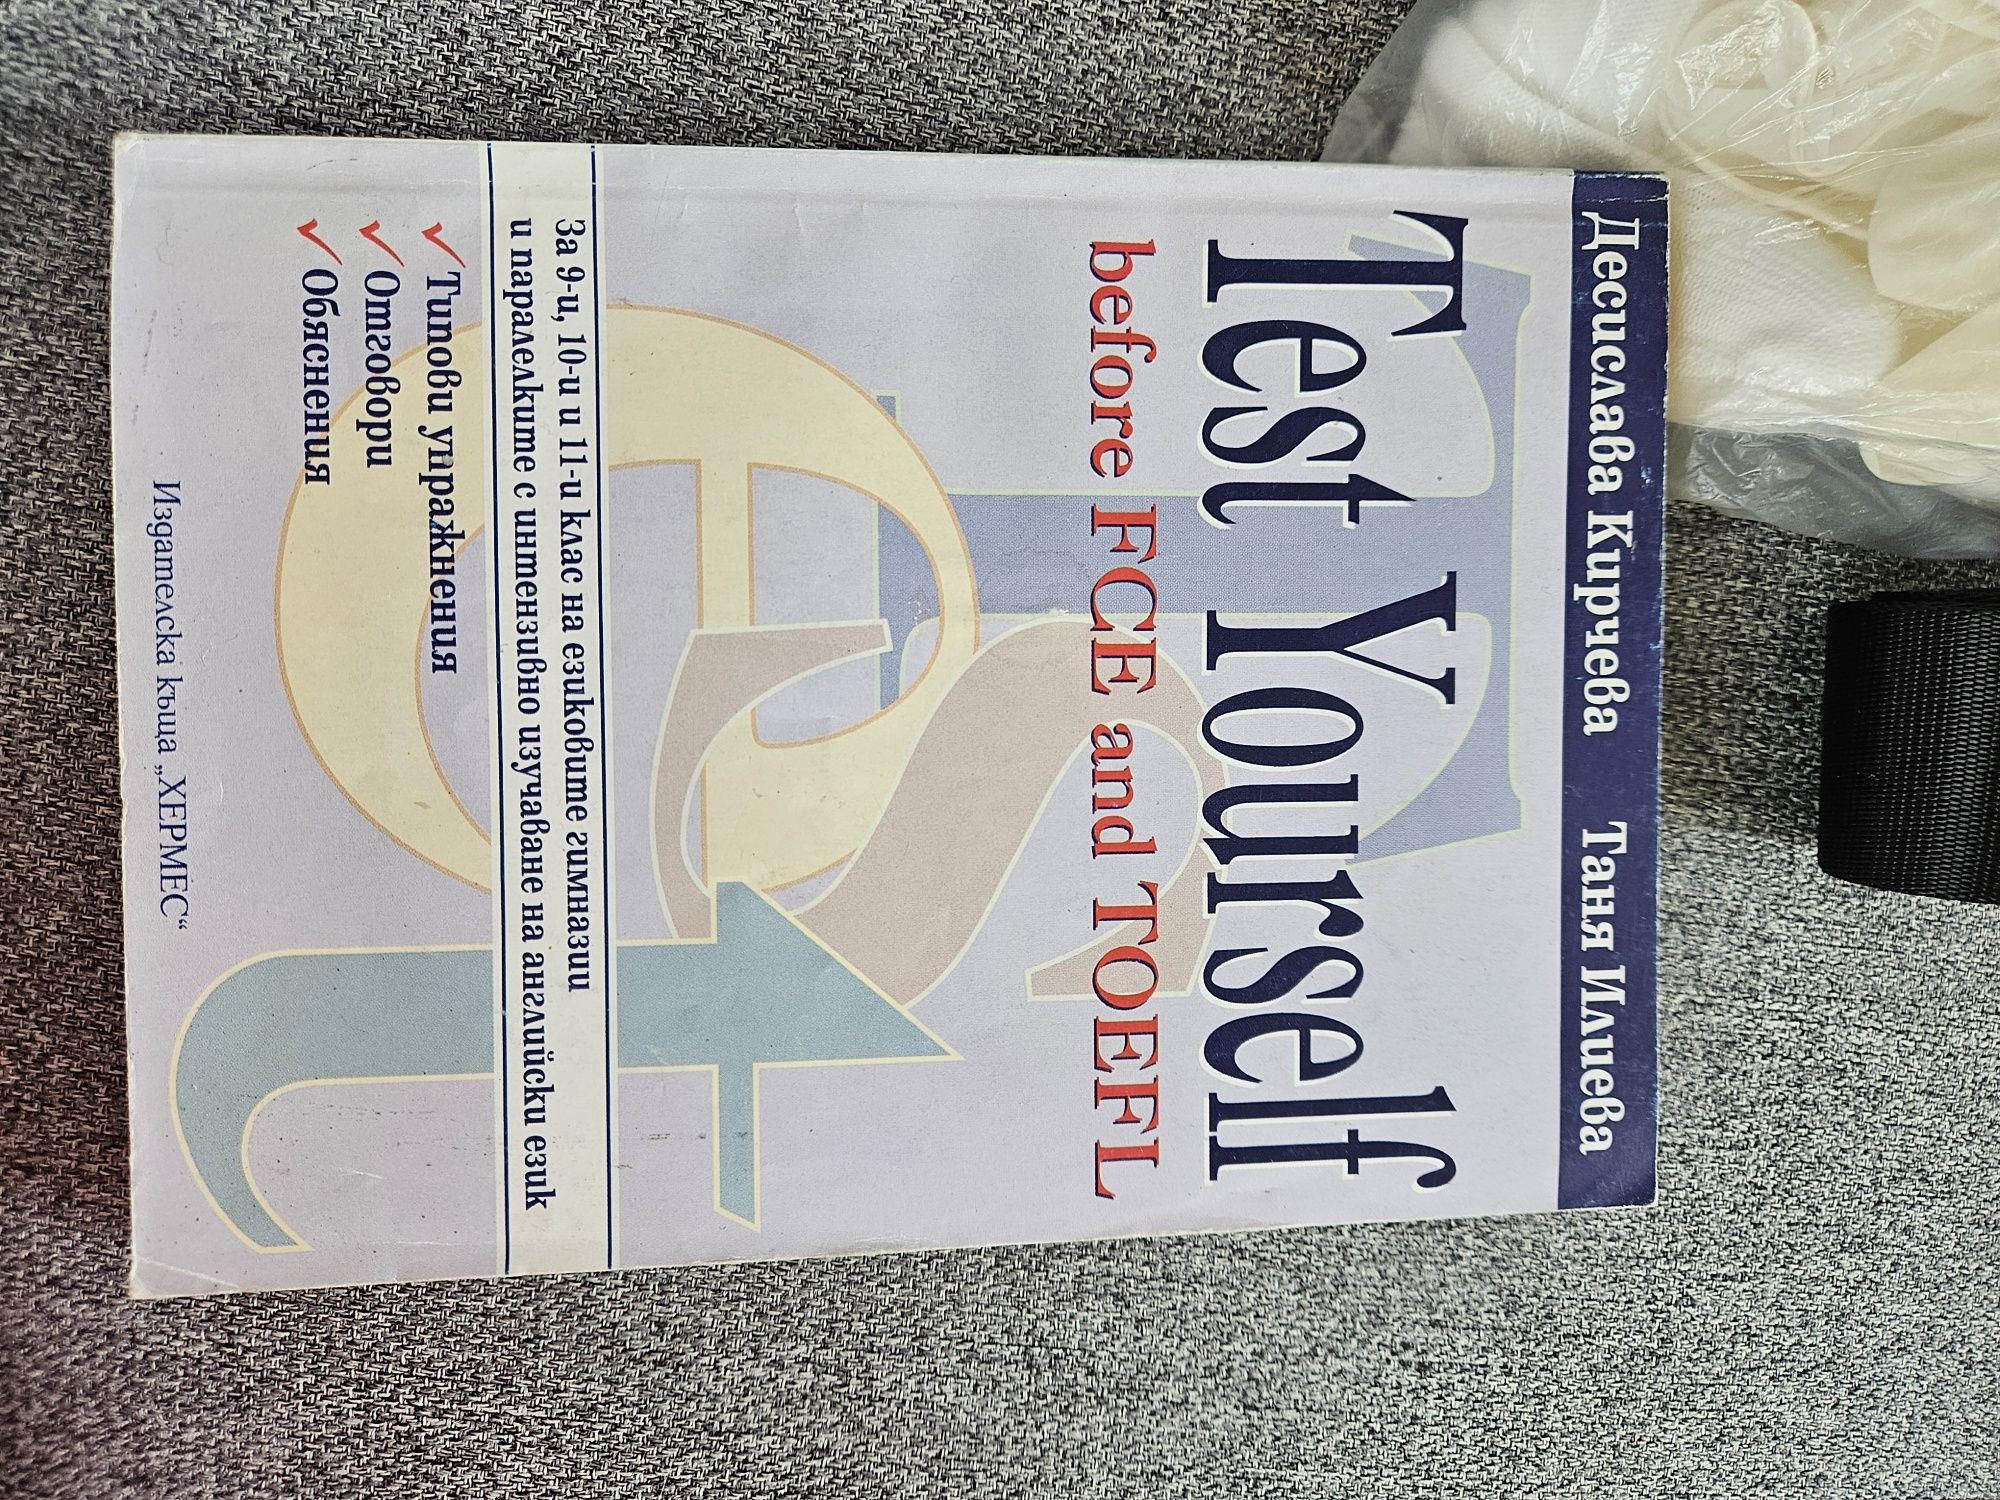 Десислава Кирчева Таня Илиева
Test Yourself
before FCE and TOEFL
За 9-и, 10-и и 11-и клас на езиковите гимназии
и паралелките с интензивно изучаване на английски език
✓ Типови упражнения
✓ Отговори
✓ Обяснения
Издателска къща „ХЕРМЕС“
Test